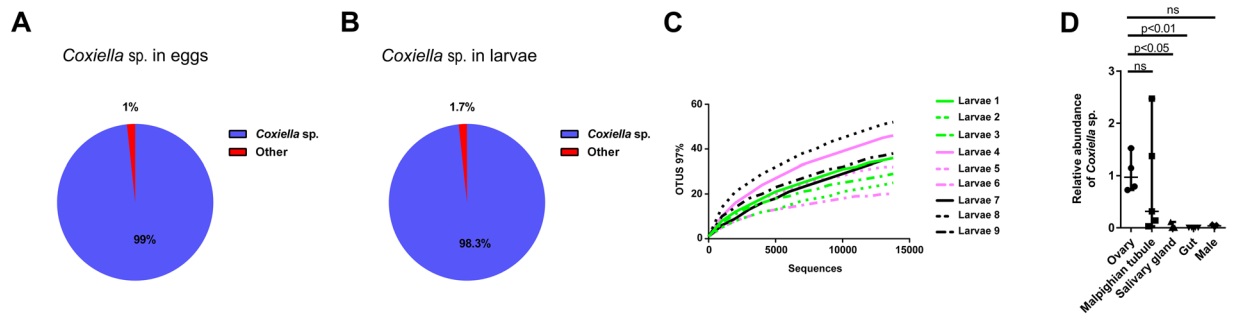 A
Coxiella sp. in eggs
1%
99%
Coxiella sp.
Other
B
Coxiella sp. in larvae
1.7%
98.3%
Coxiella sp.
Other
C
OTUS 97%
60
40
20
0
0
5000
10000
15000
Sequences
Larvae 1
Larvae 2
Larvae 3
Larvae 4
Larvae 5
Larvae 6
Larvae 7
Larvae 8
Larvae 9
D
ns
p<0.01
p<0.05
ns
Relative abundance
of Coxiella sp.
3
2
1
0
Ovary
Malpighian tubule
Salivary gland
Gut
Male